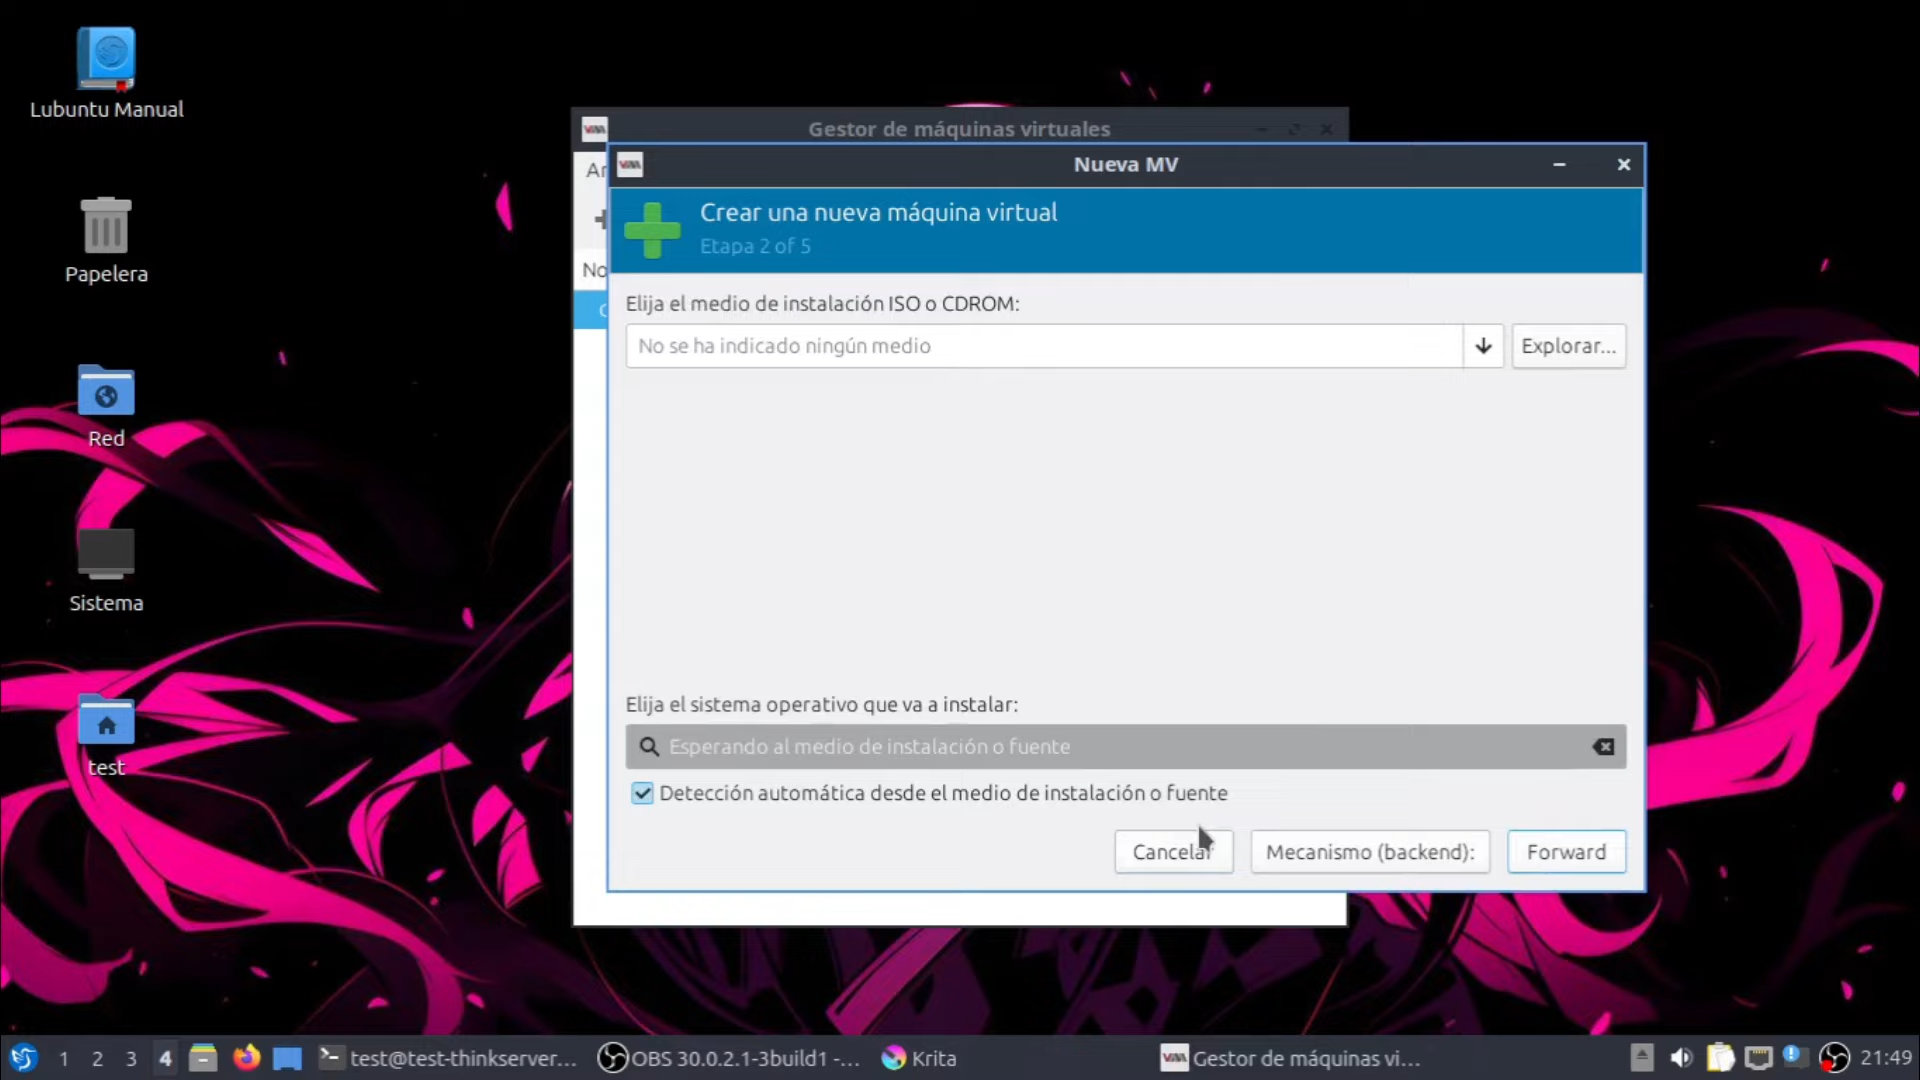 Lubuntu Manual
Papelera
Red
Sistema
test
Gestor de máquinas virtuales
Nueva MV
Crear una nueva máquina virtual
Etapa 2 of 5
Elija el medio de instalación ISO o CDROM:
No se ha indicado ningún medio
Explorar...
Elija el sistema operativo que va a instalar:
Esperando al medio de instalación o fuente
Detección automática desde el medio de instalación o fuente
Cancelar
Mecanismo (backend):
Forward
1 2 3 4
test@test-thinkserver...
OBS 30.0.2.1-3build1 -...
Krita
Gestor de máquinas vi...
21:49